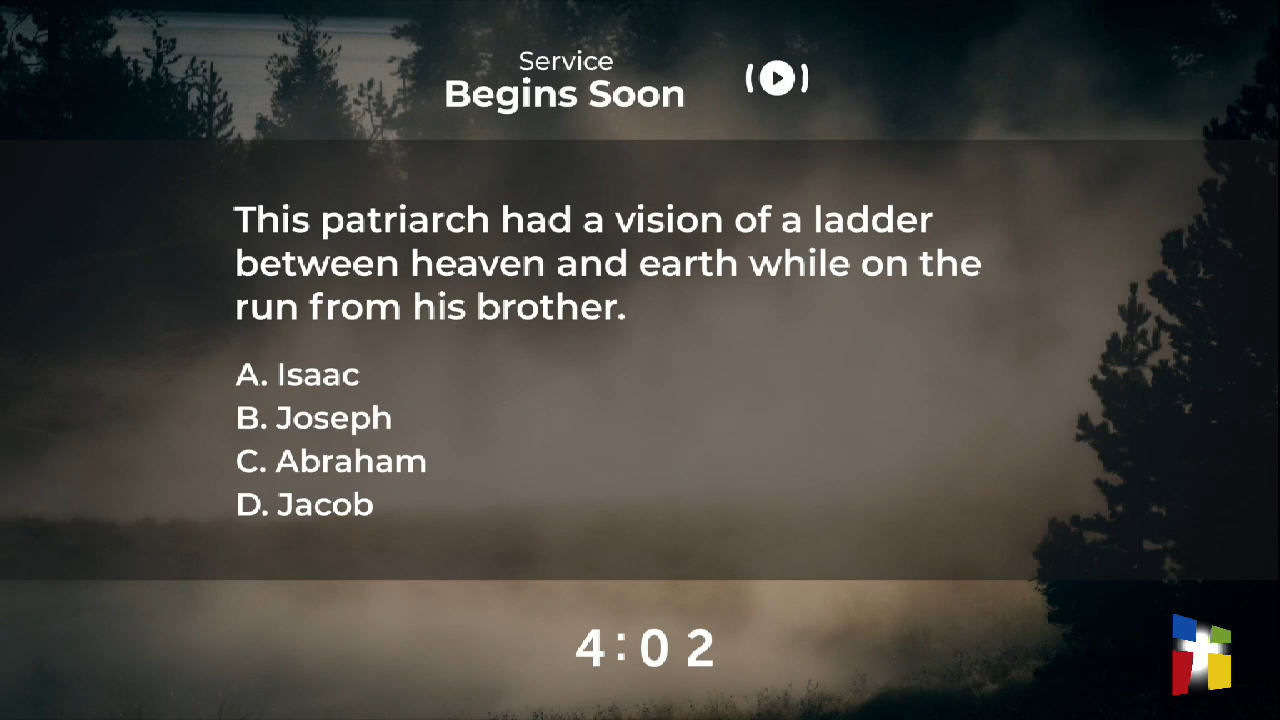 Service
Begins Soon
This patriarch had a vision of a ladder
between heaven and earth while on the
run from his brother.
A. Isaac
B. Joseph
C. Abraham
D. Jacob
4:02